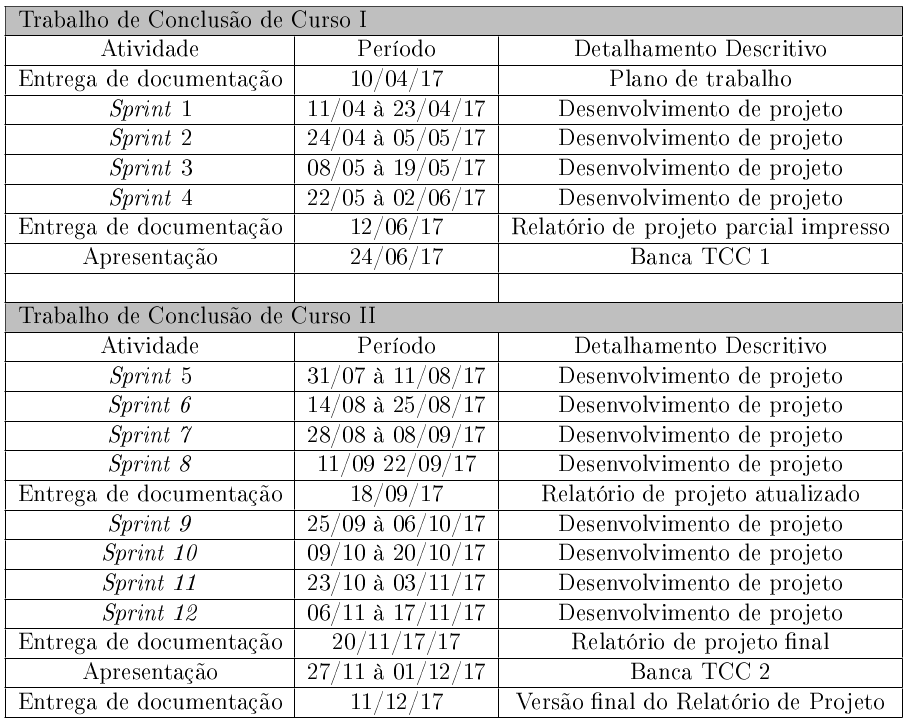 Trabalho de Conclusão de Curso I
Atividade Período Detalhamento Descritivo
Entrega de documentação 10/04/17 Plano de trabalho
Sprint 1 11/04 à 23/04/17 Desenvolvimento de projeto
Sprint 2 24/04 à 05/05/17 Desenvolvimento de projeto
Sprint 3 08/05 à 19/05/17 Desenvolvimento de projeto
Sprint 4 22/05 à 02/06/17 Desenvolvimento de projeto
Entrega de documentação 12/06/17 Relatório de projeto parcial impresso
Apresentação 24/06/17 Banca TCC 1
Trabalho de Conclusão de Curso II
Atividade Período Detalhamento Descritivo
Sprint 5 31/07 à 11/08/17 Desenvolvimento de projeto
Sprint 6 14/08 à 25/08/17 Desenvolvimento de projeto
Sprint 7 28/08 à 08/09/17 Desenvolvimento de projeto
Sprint 8 11/09 22/09/17 Desenvolvimento de projeto
Entrega de documentação 18/09/17 Relatório de projeto atualizado
Sprint 9 25/09 à 06/10/17 Desenvolvimento de projeto
Sprint 10 09/10 à 20/10/17 Desenvolvimento de projeto
Sprint 11 23/10 à 03/11/17 Desenvolvimento de projeto
Sprint 12 06/11 à 17/11/17 Desenvolvimento de projeto
Entrega de documentação 20/11/17/17 Relatório de projeto final
Apresentação 27/11 à 01/12/17 Banca TCC 2
Entrega de documentação 11/12/17 Versão final do Relatório de Projeto